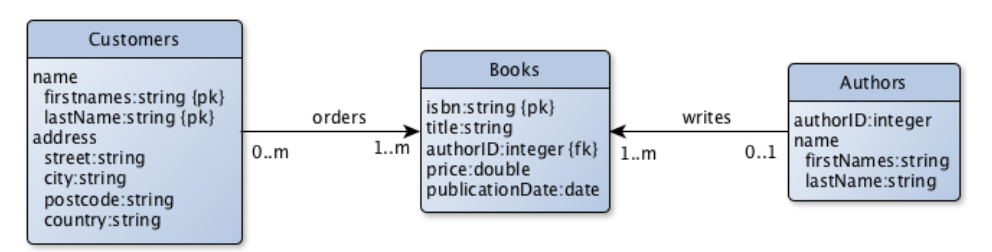 Customers
name
firstnames:string {pk}
lastName:string {pk}
address
street:string
city:string
postcode:string
country:string
orders
0..m
1..m
Books
isbn:string {pk}
title:string
authorID:integer {fk}
price:double
publicationDate:date
writes
1..m
0..1
Authors
authorID:integer
name
firstNames:string
lastName:string